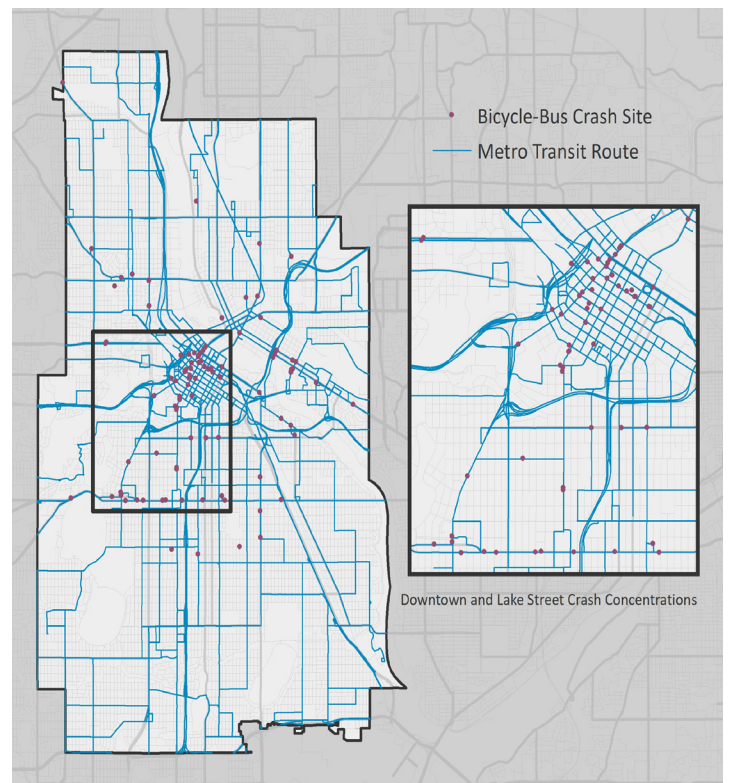 Bicycle-Bus Crash Site
Metro Transit Route
Downtown and Lake Street Crash Concentrations